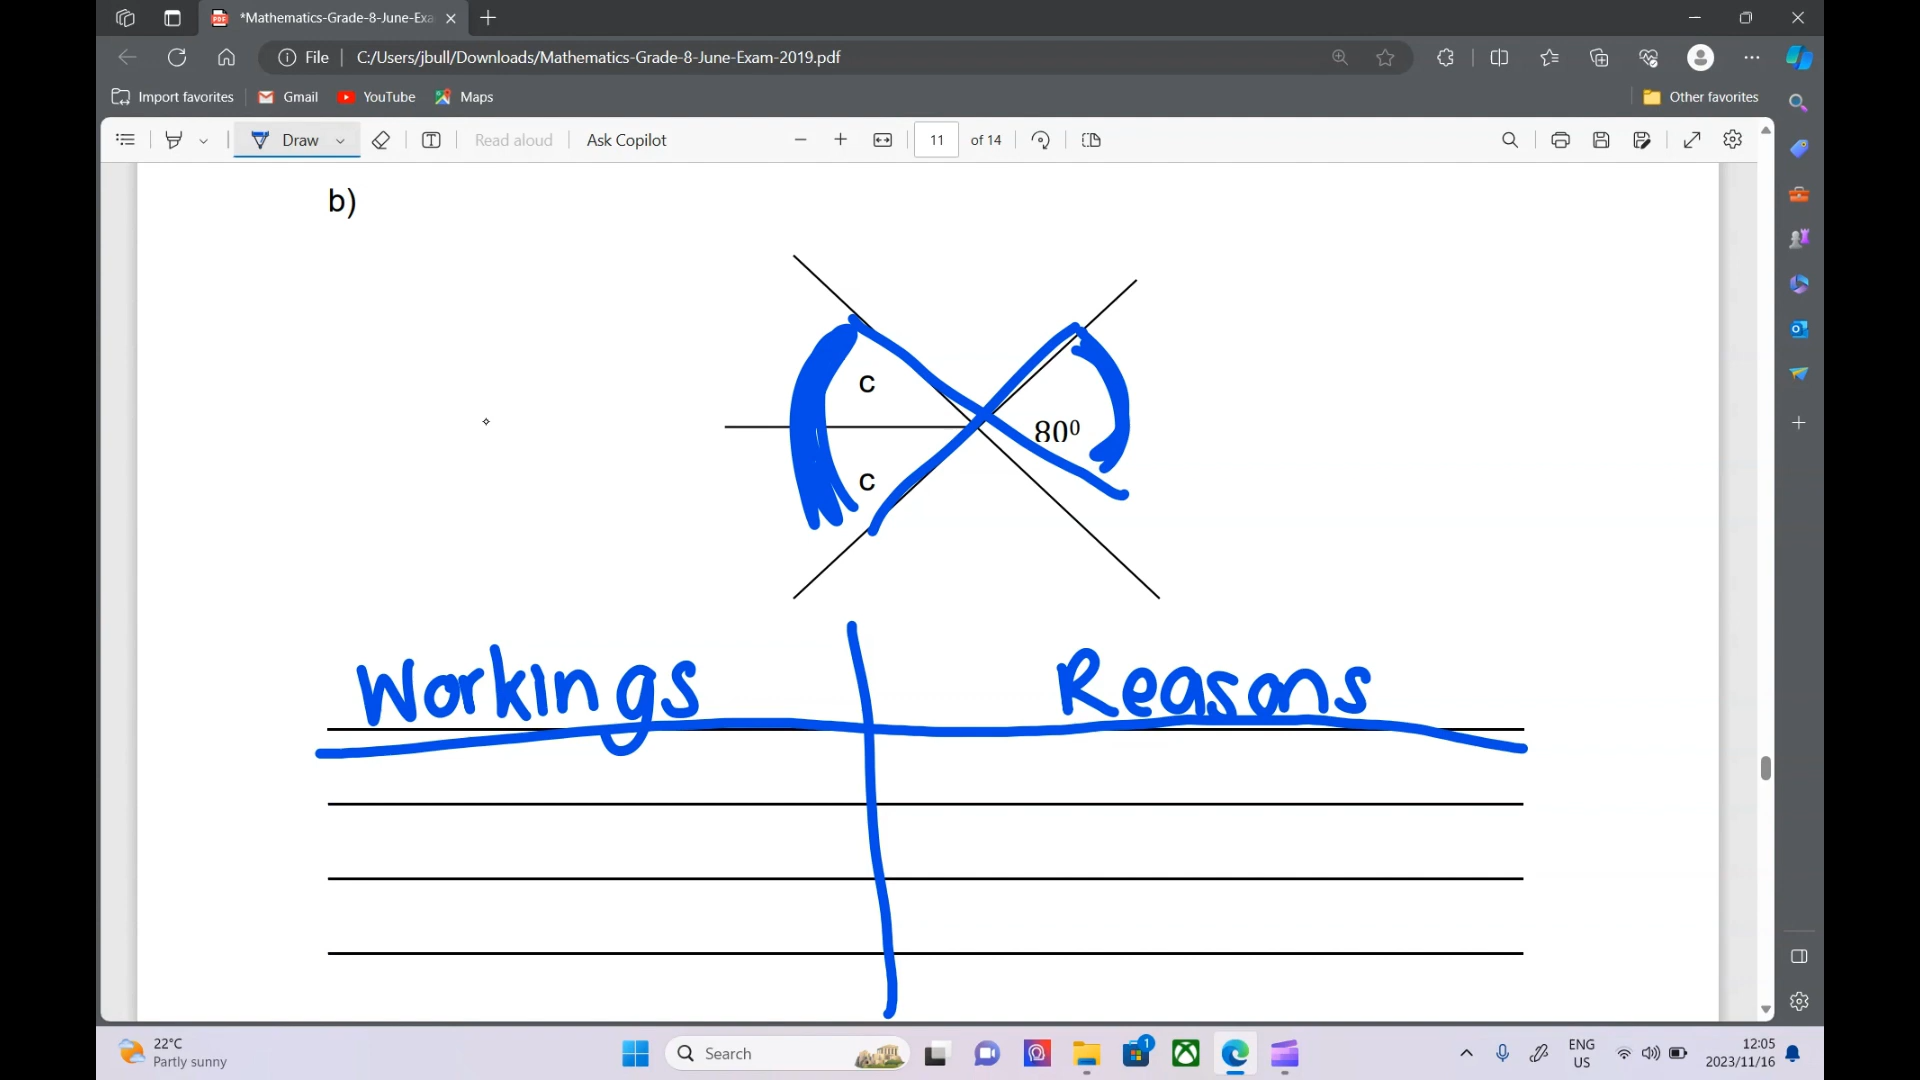 *Mathematics-Grade-8-June-Exa
File C:/Users/jbull/Downloads/Mathematics-Grade-8-June-Exam-2019.pdf
Import favorites Gmail YouTube Maps Other favorites
Draw Read aloud Ask Copilot 11 of 14
b)
c
80⁰
c
Workings Reasons
22°C
Partly sunny
Search
1
ENG
US
12:05
2023/11/16